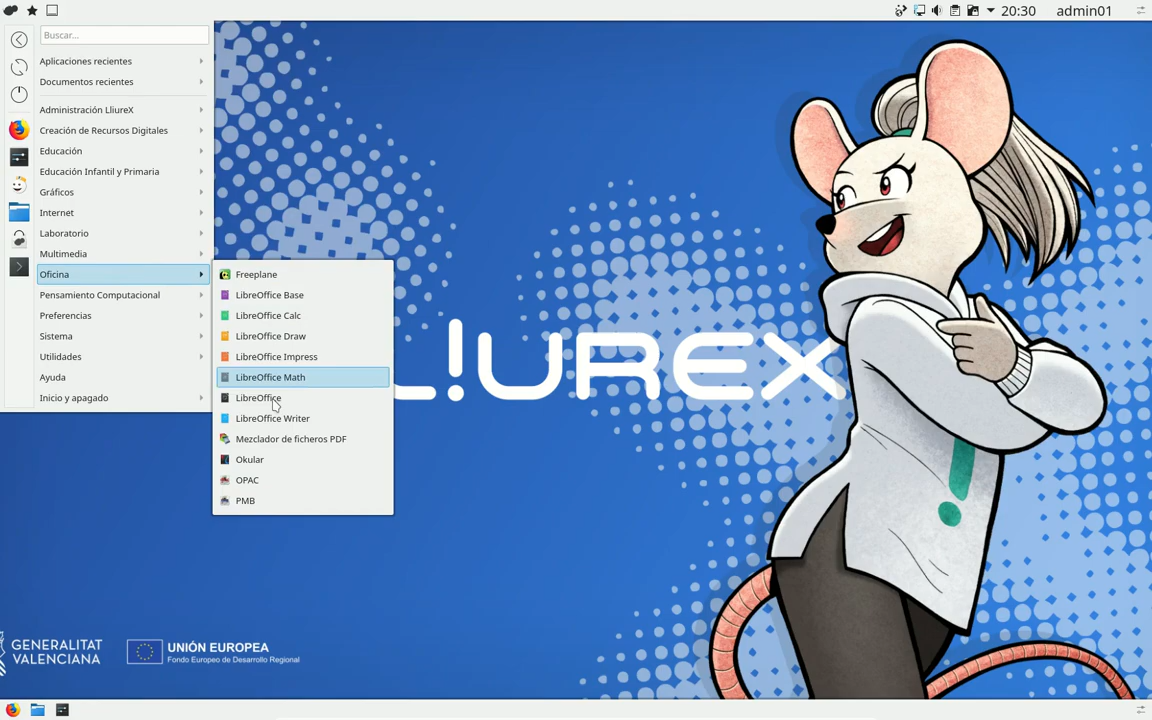 20:30
admin01
Buscar...
Aplicaciones recientes
Documentos recientes
Administración LliureX
Creación de Recursos Digitales
Educación
Educación Infantil y Primaria
Gráficos
Internet
Laboratorio
Multimedia
Oficina
Pensamiento Computacional
Preferencias
Sistema
Utilidades
Ayuda
Inicio y apagado
Freeplane
LibreOffice Base
LibreOffice Calc
LibreOffice Draw
LibreOffice Impress
LibreOffice Math
LibreOffice
LibreOffice Writer
Mezclador de ficheros PDF
Okular
OPAC
PMB
L!UREX
GENERALITAT
VALENCIANA
UNIÓN EUROPEA
Fondo Europeo de Desarrollo Regional